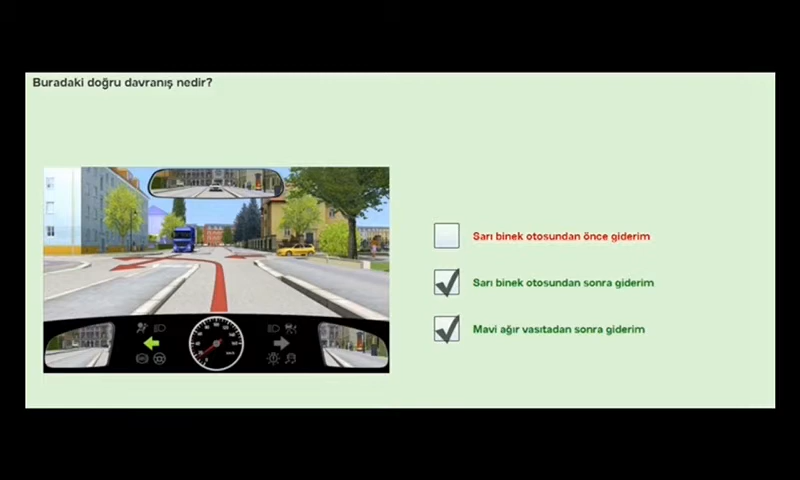 Buradaki doğru davranış nedir?
Sarı binek otosundan önce giderim
Sarı binek otosundan sonra giderim
Mavi ağır vasıtadan sonra giderim